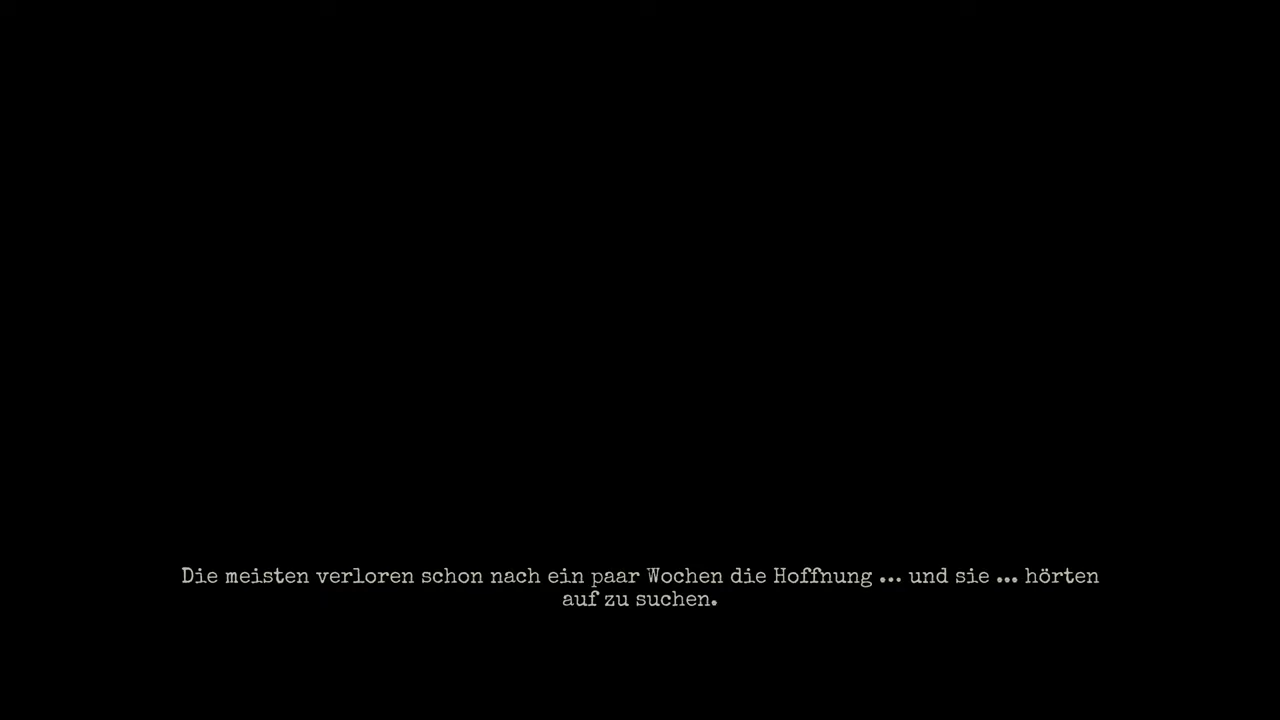 Die meisten verloren schon nach ein paar Wochen die Hoffnung ... und sie ... hörten
auf zu suchen.